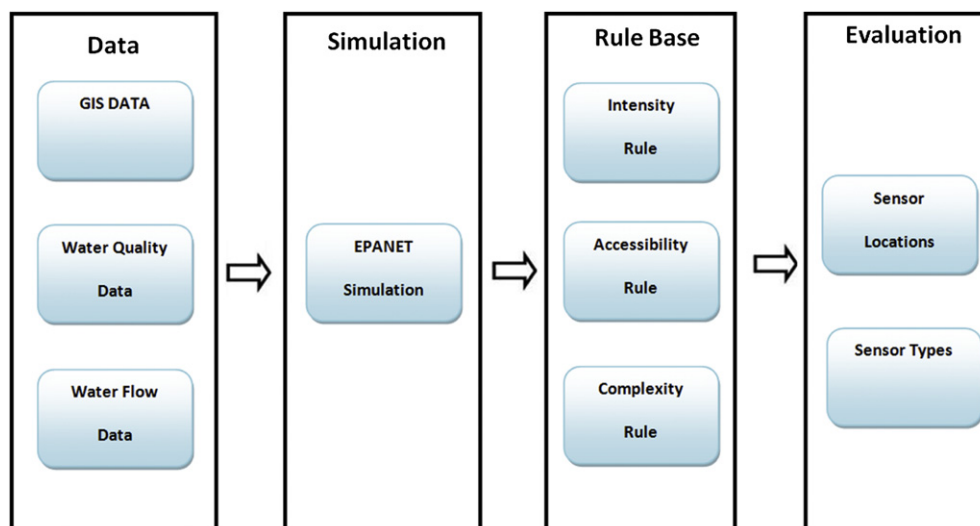 Data
GIS DATA
Water Quality
Data
Water Flow
Data
Simulation
EPANET
Simulation
Rule Base
Intensity
Rule
Accessibility
Rule
Complexity
Rule
Evaluation
Sensor
Locations
Sensor Types